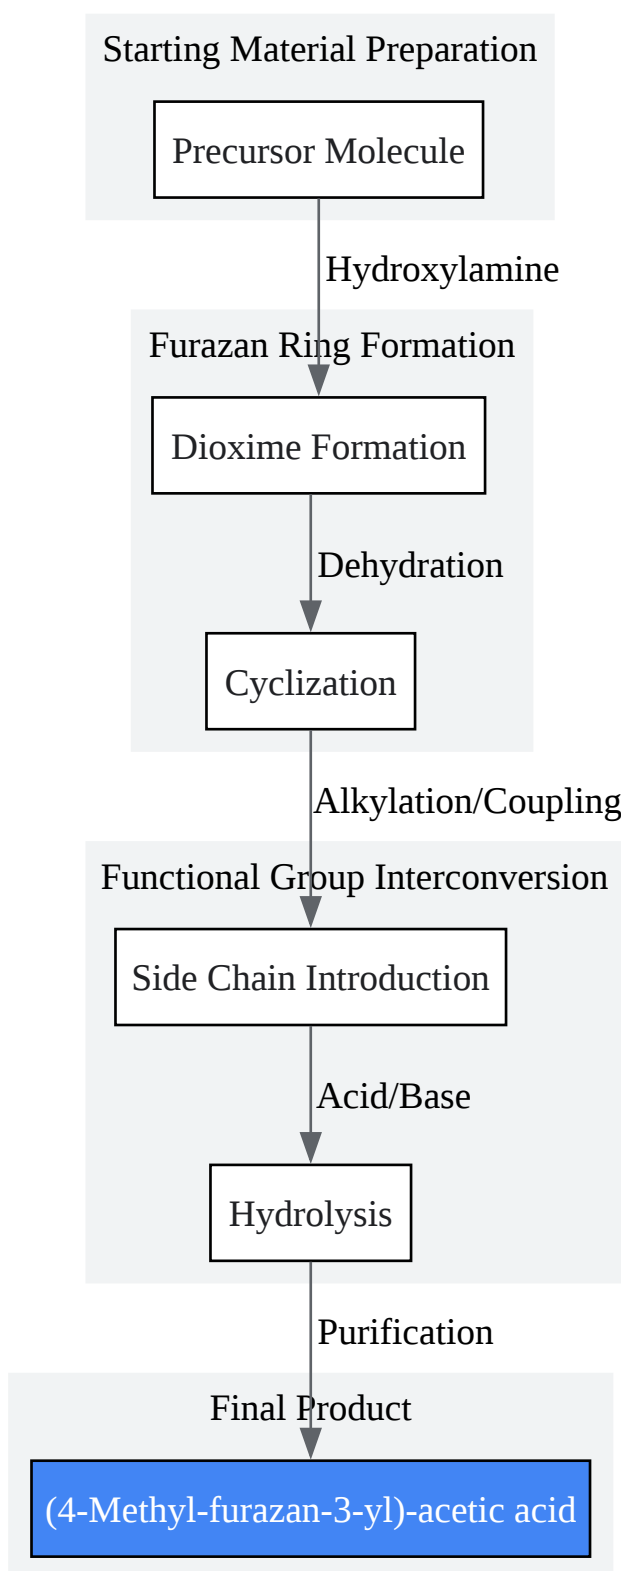 Starting Material Preparation
Precursor Molecule
Hydroxylamine
Furazan Ring Formation
Dioxime Formation
Dehydration
Cyclization
Alkylation/Coupling
Functional Group Interconversion
Side Chain Introduction
Acid/Base
Hydrolysis
Purification
Final Product
(4-Methyl-furazan-3-yl)-acetic acid